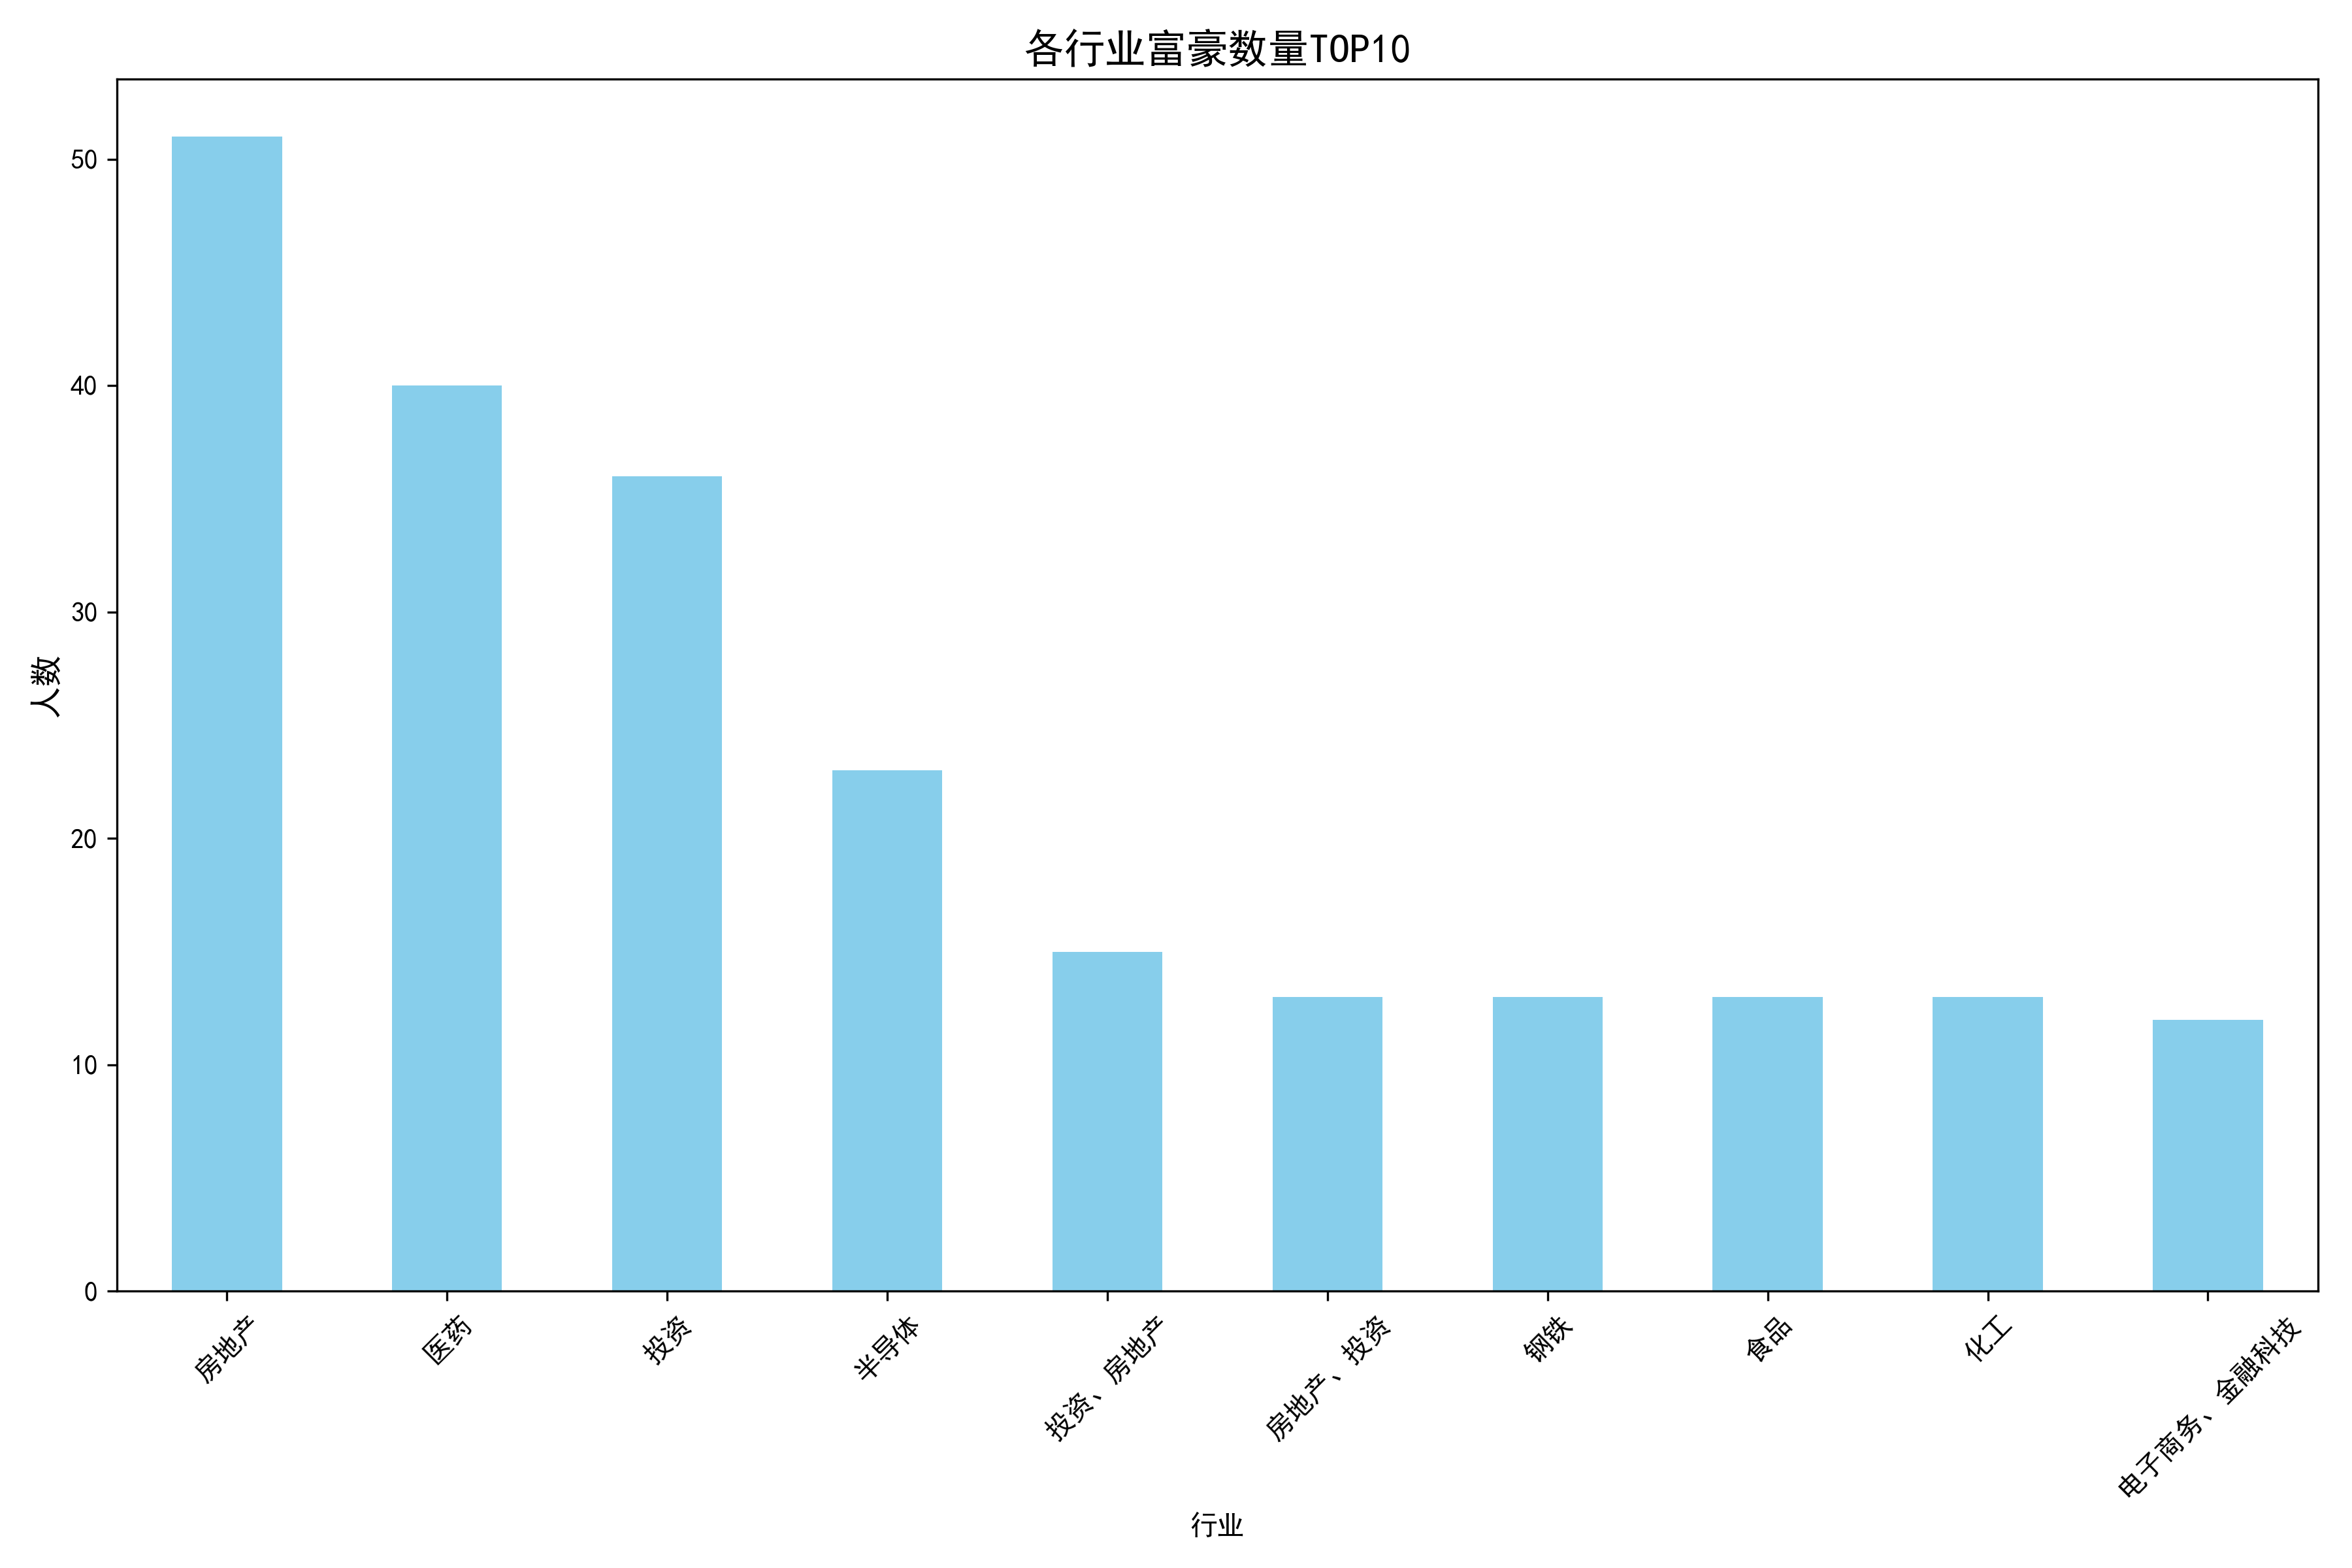 各行业富豪数量TOP10
人数
50
40
30
20
10
0
房地产
医药
投资
半导体
投资、房地产
房地产、投资
钢铁
食品
化工
电子商务、金融科技
行业